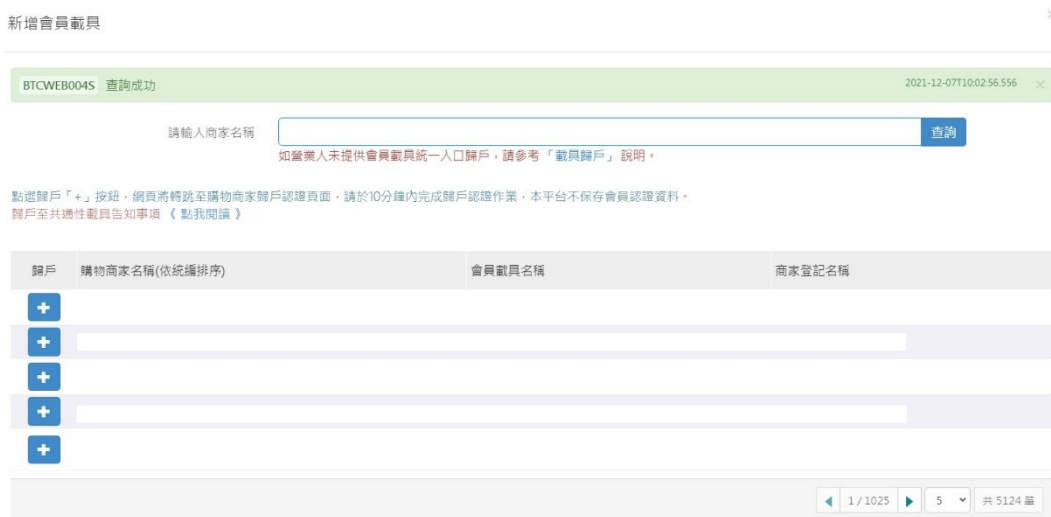 新增會員載具
BTCWEB004S 查詢成功 2021-12-07T10:02:56.556
請輸入商家名稱 查詢
如營業人未提供會員載具統一入口歸戶，請參考「載具歸戶」說明。
點選歸戶「+」按鈕，網頁將轉跳至購物商家歸戶認證頁面，請於10分鐘內完成歸戶認證作業，本平台不保存會員認證資料。
歸戶至共通性載具告知事項《 點我閱讀 》
歸戶 購物商家名稱(依統編排序) 會員載具名稱 商家登記名稱
1 / 1025 5 共 5124 筆